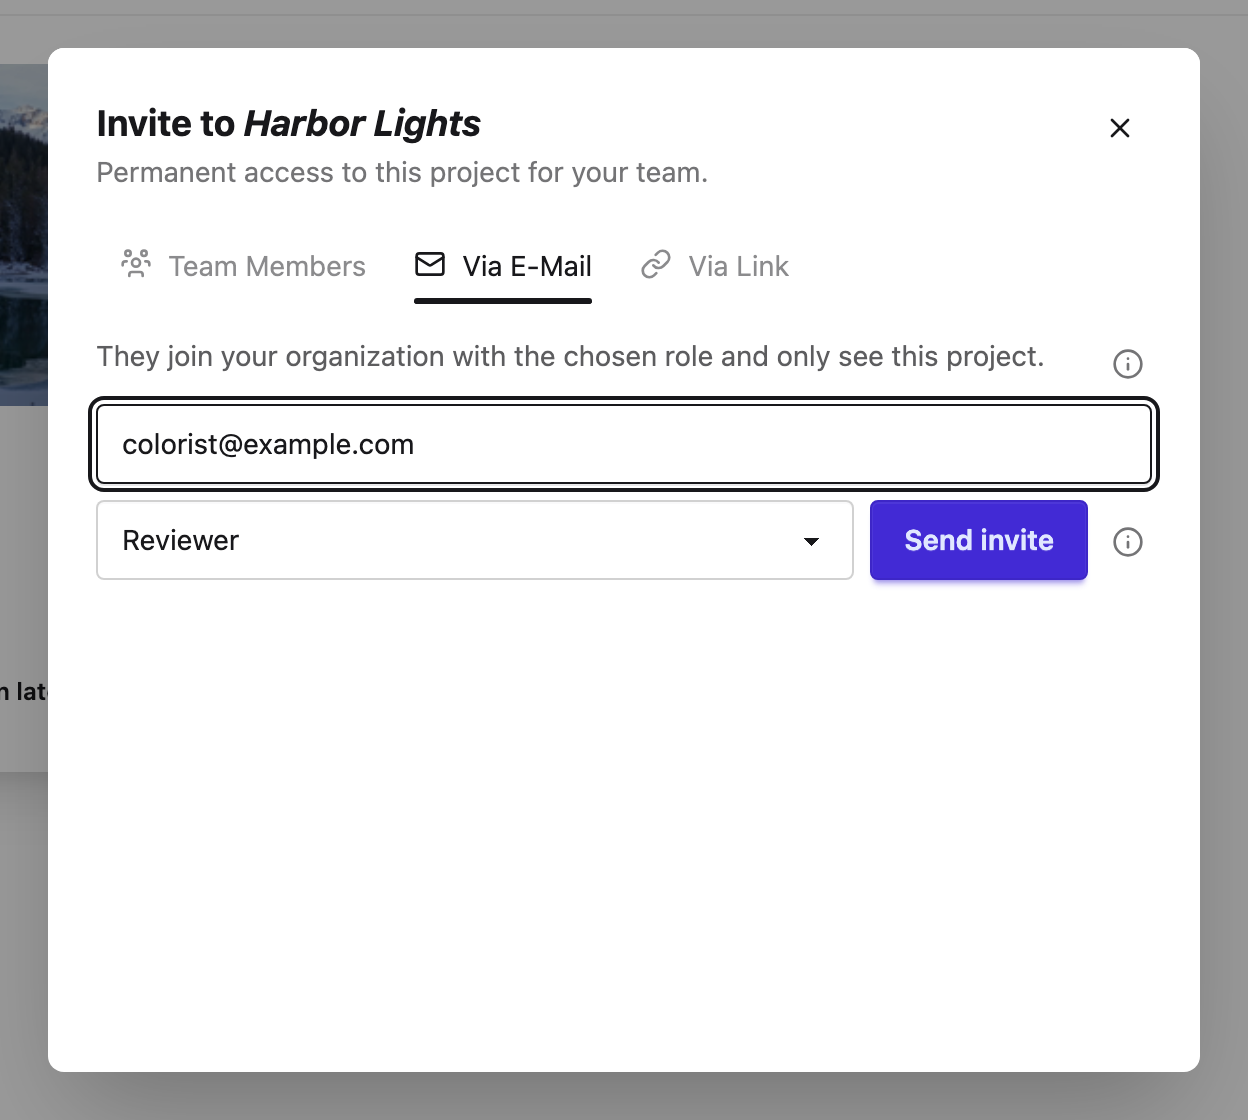 Invite to Harbor Lights
Permanent access to this project for your team.
Team Members
Via E-Mail
Via Link
They join your organization with the chosen role and only see this project.
colorist@example.com
Reviewer
Send invite